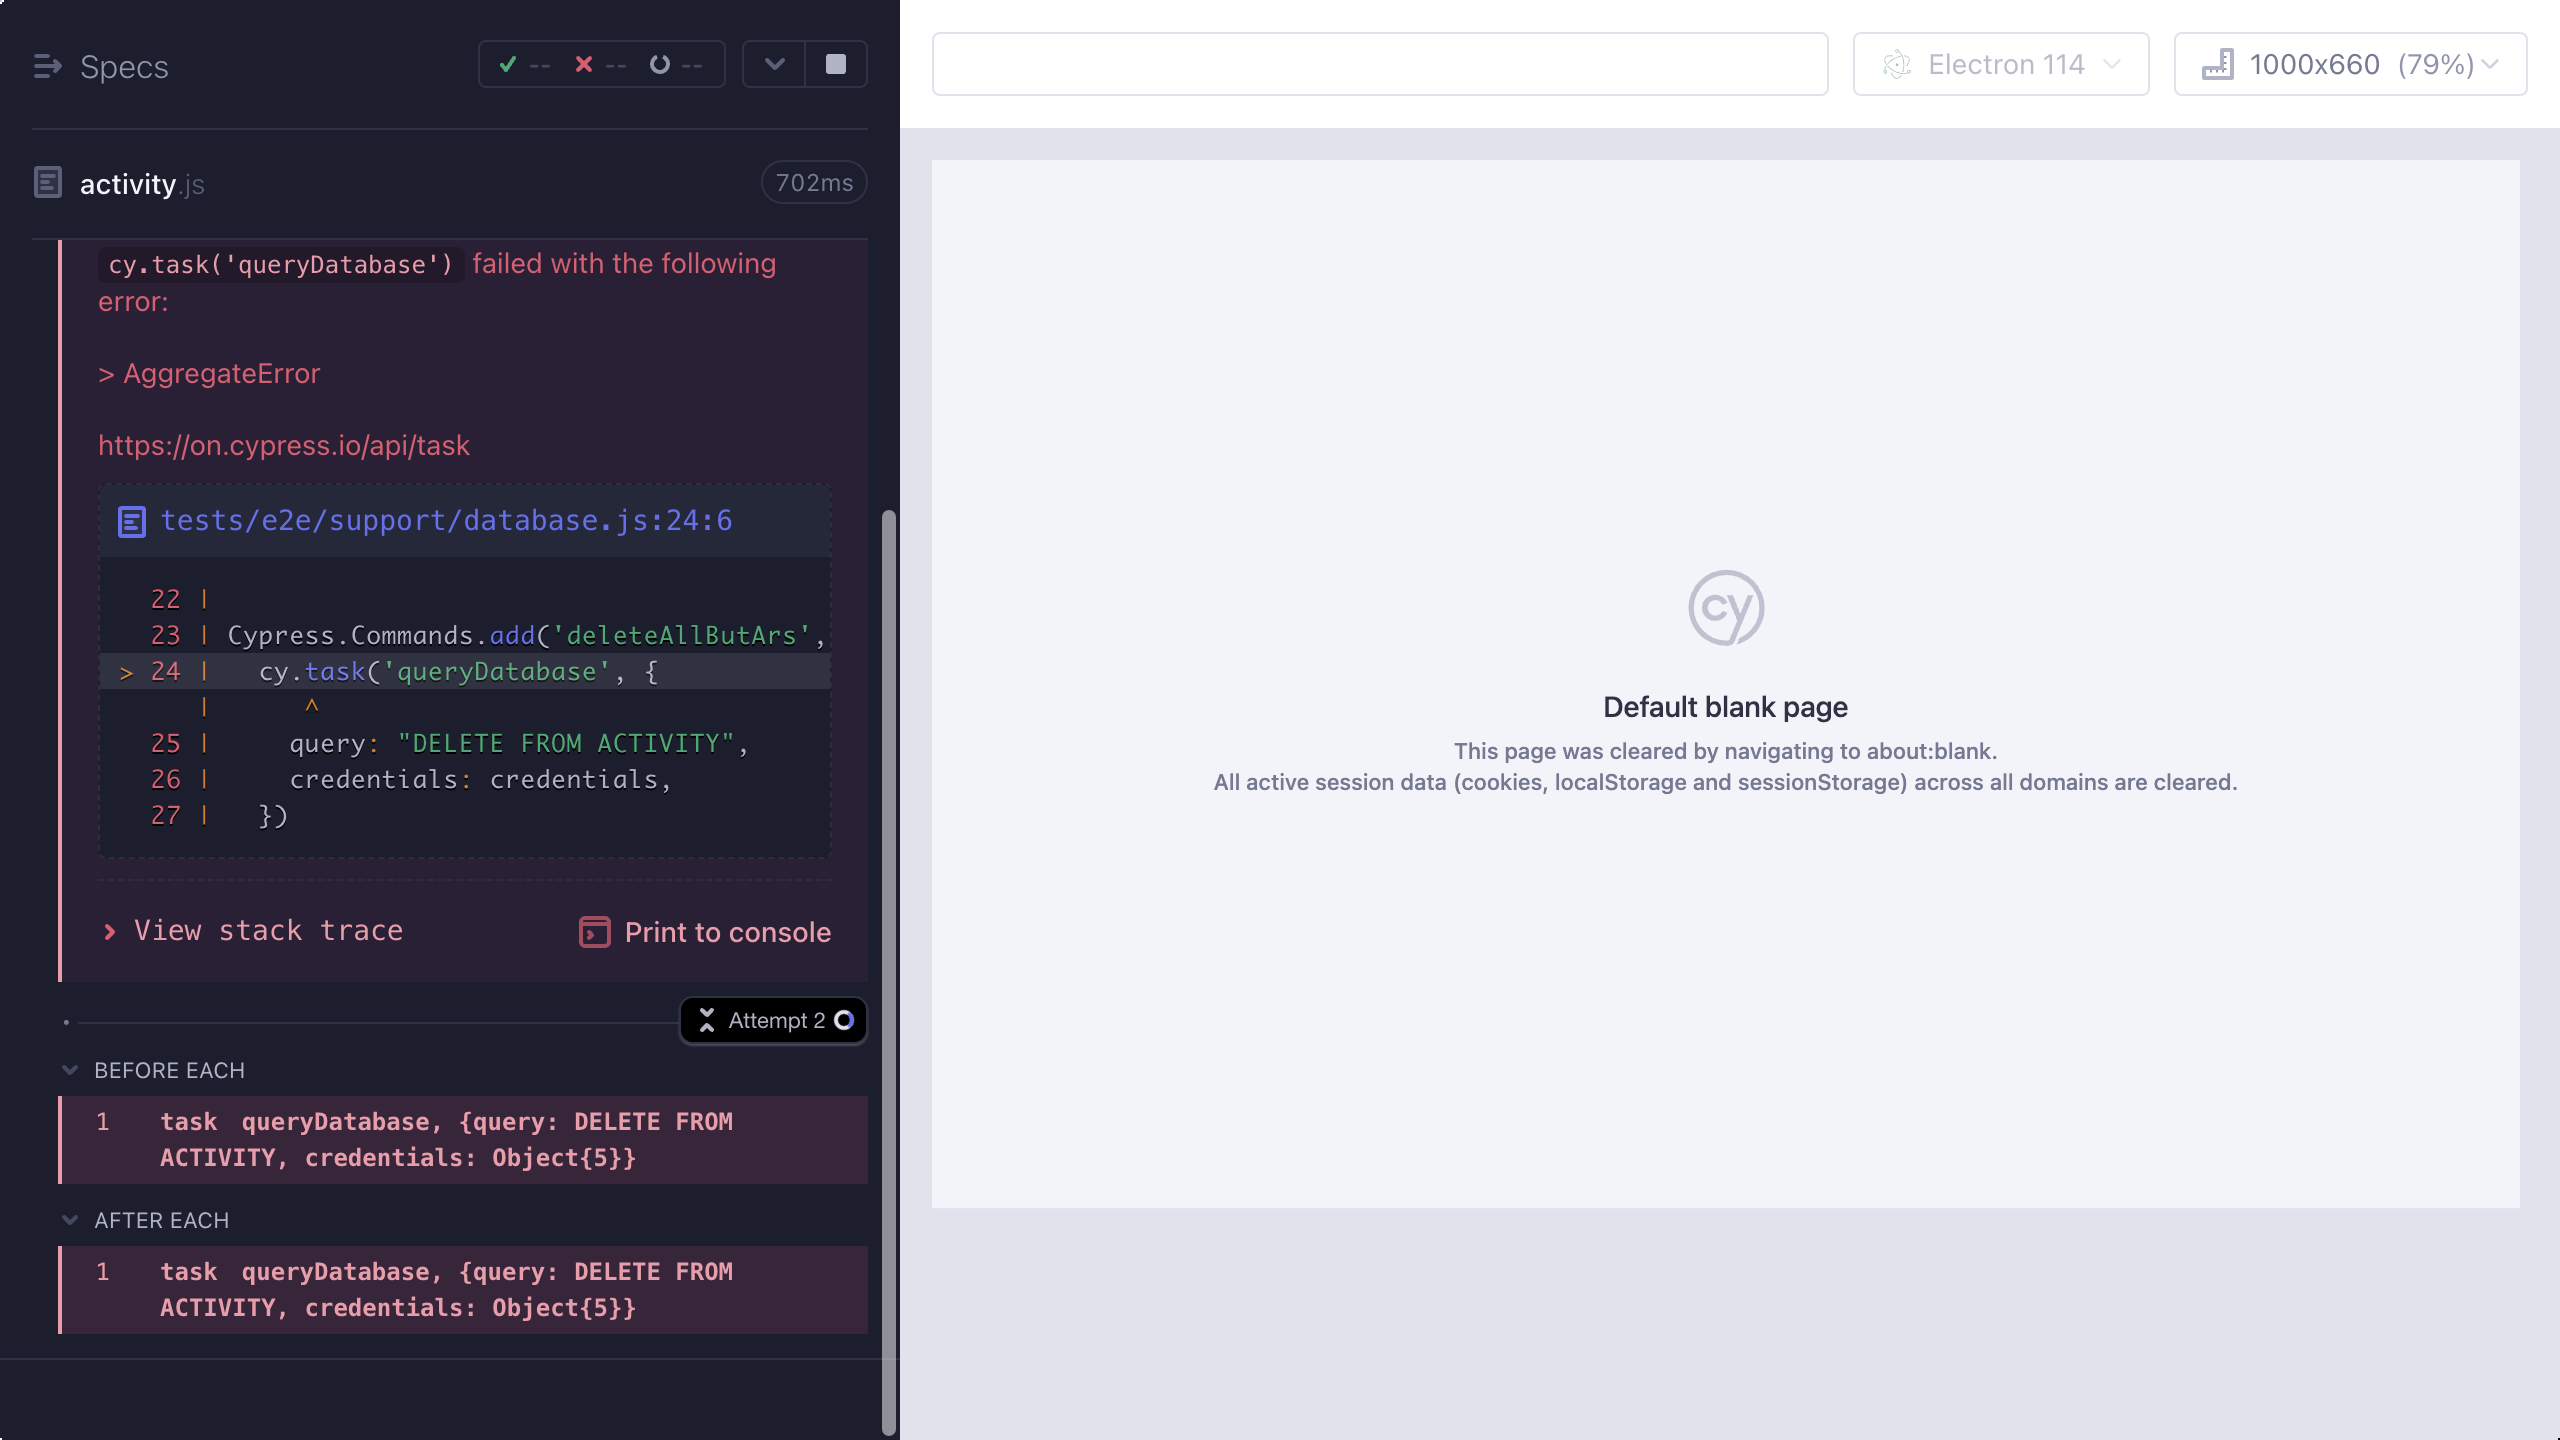 Specs
-- -- --
activity.js 702ms
cy.task('queryDatabase') failed with the following
error:
> AggregateError
https://on.cypress.io/api/task
tests/e2e/support/database.js:24:6
22 |
23 | Cypress.Commands.add('deleteAllButArs',
> 24 | cy.task('queryDatabase', {
| ^
25 | query: "DELETE FROM ACTIVITY",
26 | credentials: credentials,
27 | })
View stack trace Print to console
Attempt 2
BEFORE EACH
1 task queryDatabase, {query: DELETE FROM
ACTIVITY, credentials: Object{5}}
AFTER EACH
1 task queryDatabase, {query: DELETE FROM
ACTIVITY, credentials: Object{5}}
Electron 114
1000x660 (79%)
cy
Default blank page
This page was cleared by navigating to about:blank.
All active session data (cookies, localStorage and sessionStorage) across all domains are cleared.